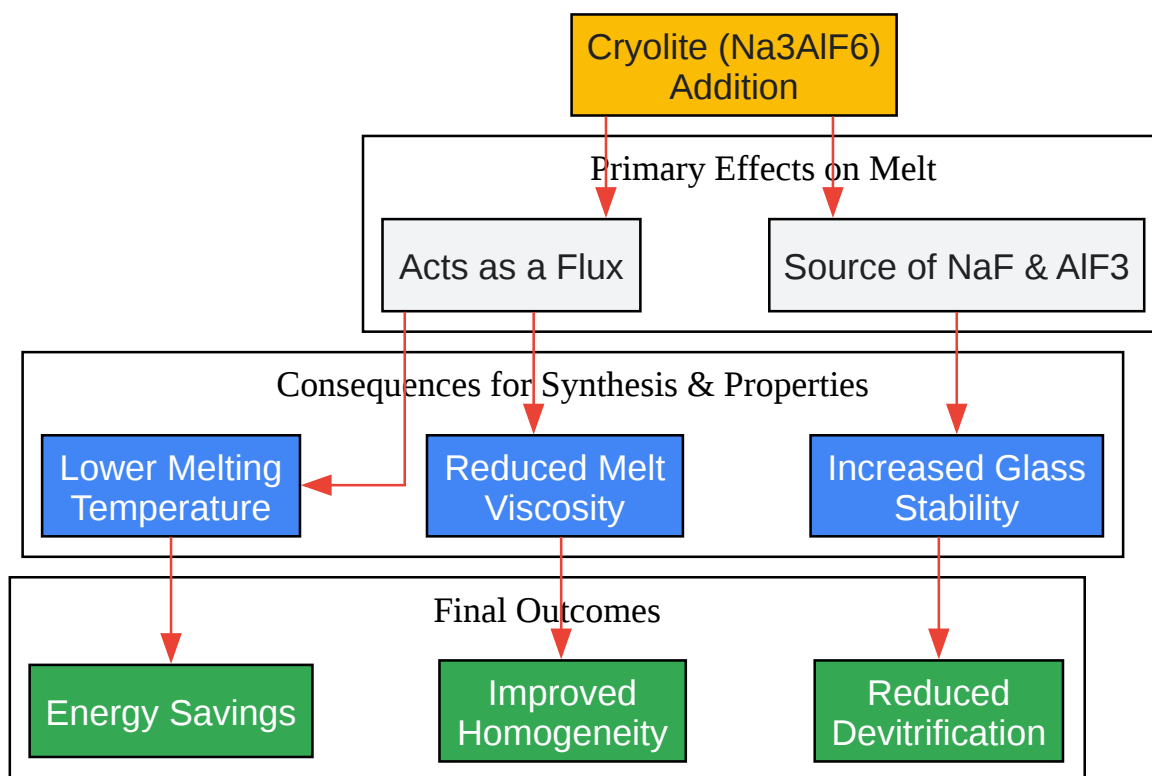 Cryolite (Na3AlF6)
Addition
Primary Effects on Melt
Acts as a Flux
Source of NaF & AlF3
Consequences for Synthesis & Properties
Lower Melting
Temperature
Reduced Melt
Viscosity
Increased Glass
Stability
Final Outcomes
Energy Savings
Improved
Homogeneity
Reduced
Devitrification